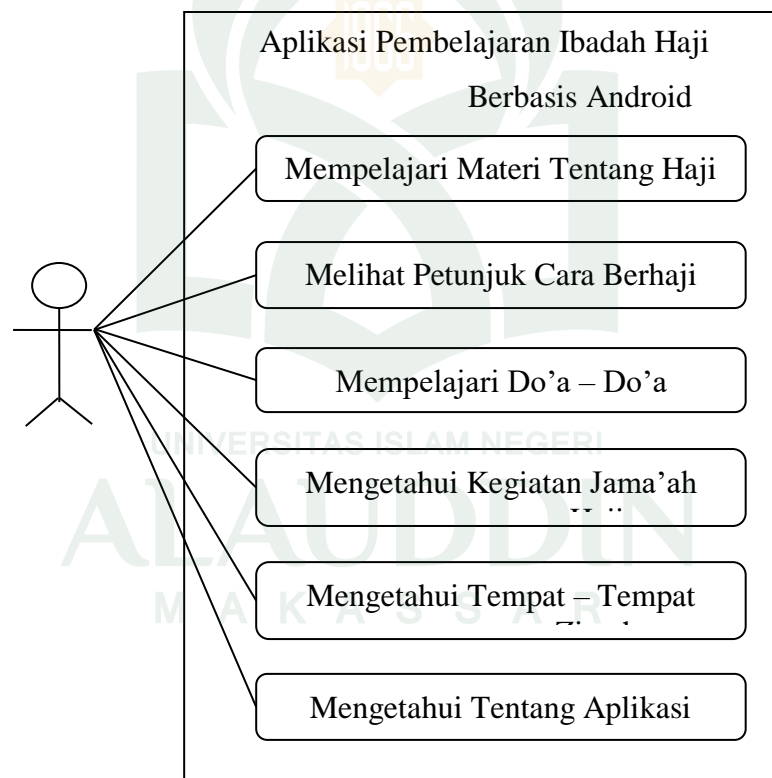 Aplikasi Pembelajaran Ibadah Haji
Berbasis Android
Mempelajari Materi Tentang Haji
Melihat Petunjuk Cara Berhaji
Mempelajari Do’a – Do’a
UNIVERSITAS ISLAM NEGERI
Mengetahui Kegiatan Jama’ah
ALAUDDIN
Mengetahui Tempat – Tempat
MAKASSAR
Mengetahui Tentang Aplikasi